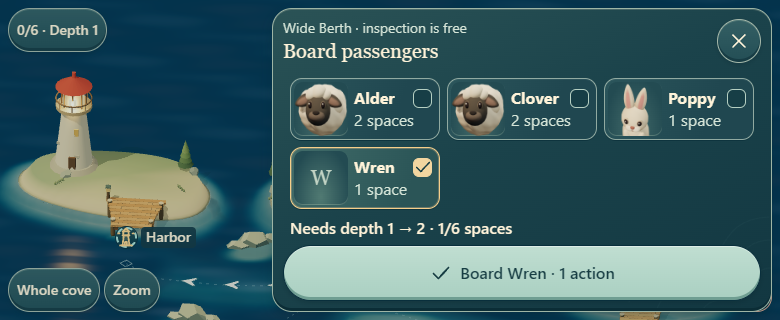 0/6 · Depth 1
Wide Berth · inspection is free
Board passengers
Alder
2 spaces
Clover
2 spaces
Poppy
1 space
W
Wren
1 space
Needs depth 1 → 2 · 1/6 spaces
Board Wren · 1 action
Harbor
Whole cove
Zoom